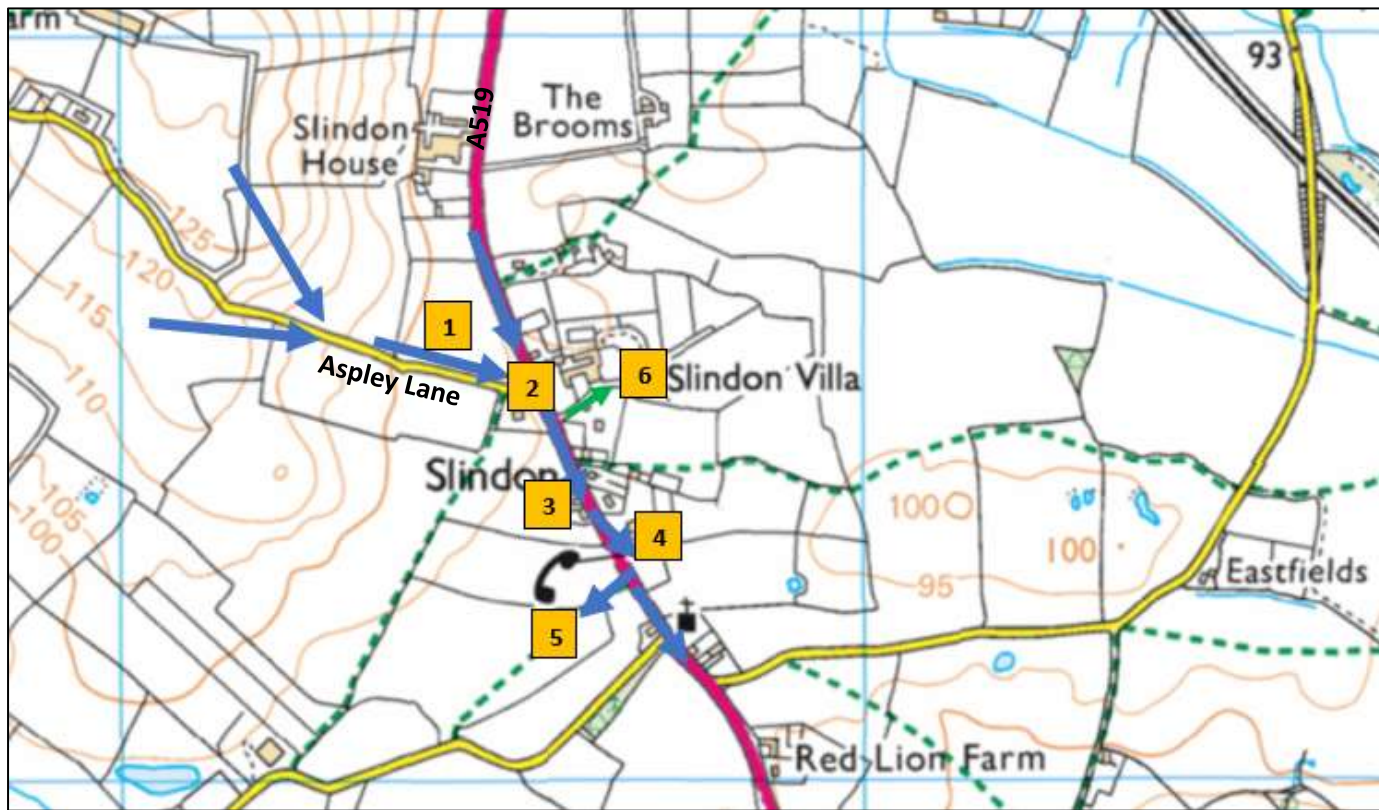 arm
A519
93
The
Brooms
Slindon
House
125
120
115
110
105
100
1
Aspley Lane
2
6
Slindon Villa
Slindon
3
4
100
100
95
5
Eastfields
Red Lion Farm